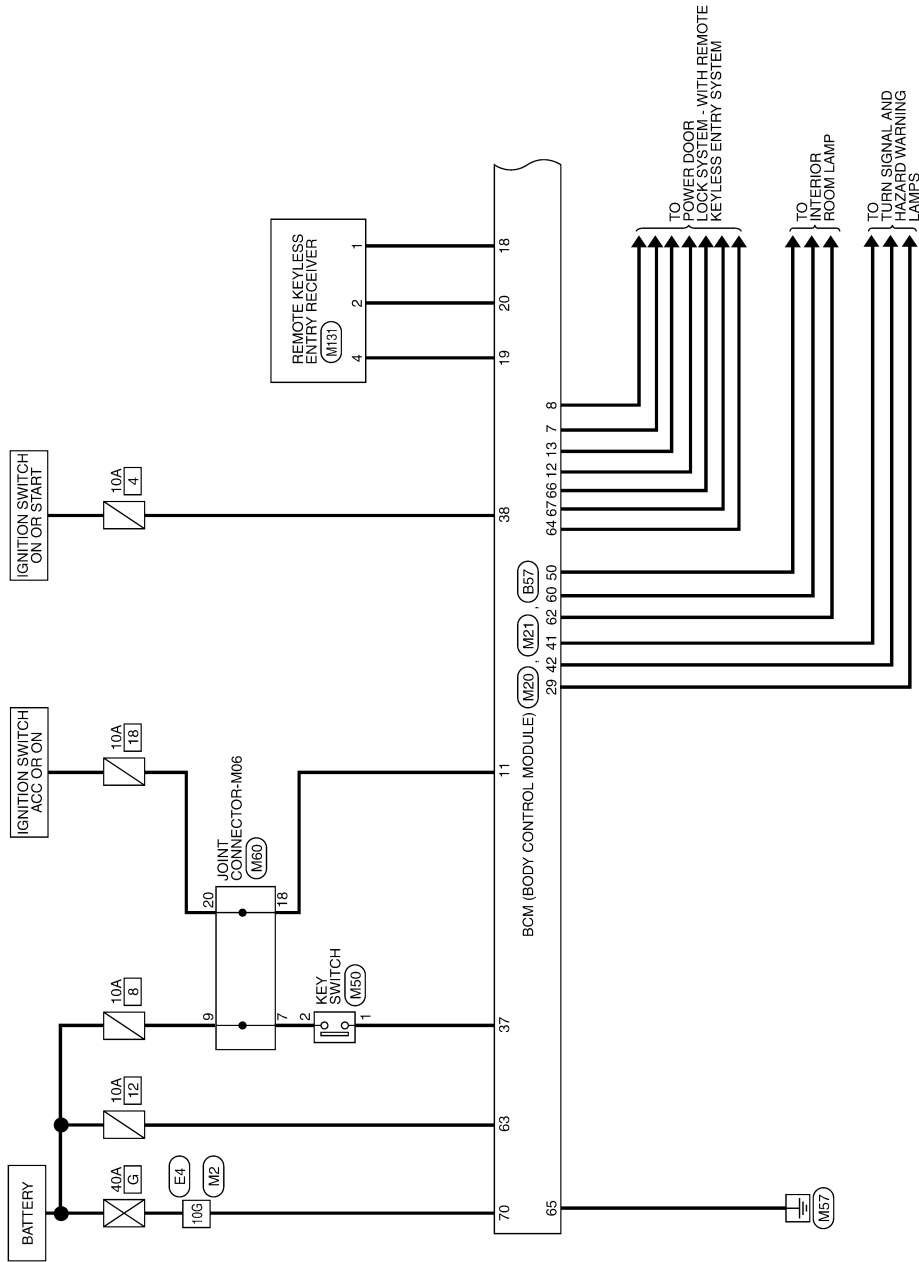 BATTERY
IGNITION SWITCH
ACC OR ON
IGNITION SWITCH
ON OR START
40A
G
10A
12
10A
8
10A
18
10A
4
E4
M2
10G
JOINT
CONNECTOR-M06
M60
9
20
7
18
KEY
SWITCH
M50
2
1
REMOTE KEYLESS
ENTRY RECEIVER
M131
4
2
1
70
63
37
11
38
19
20
18
BCM (BODY CONTROL MODULE) M20 , M21 , B57
65
29
42
41
62
60
50
64
67
66
12
13
7
8
M57
TO
POWER DOOR
LOCK SYSTEM - WITH REMOTE
KEYLESS ENTRY SYSTEM
TO
INTERIOR
ROOM LAMP
TO
TURN SIGNAL AND
HAZARD WARNING
LAMPS